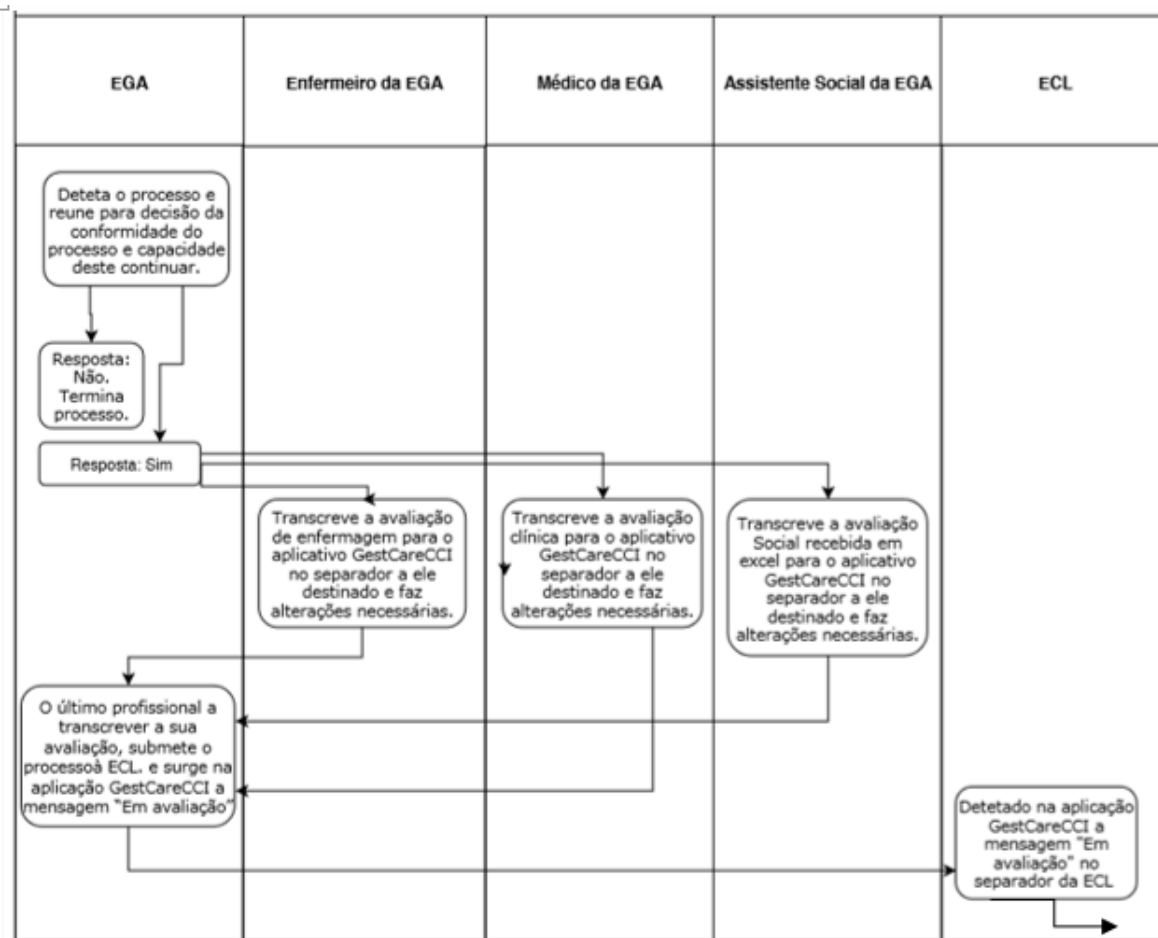 EGA
Enfermeiro da EGA
Médico da EGA
Assistente Social da EGA
ECL
Deteta o processo e
reune para decisão da
conformidade do
processo e capacidade
deste continuar.
Resposta:
Não.
Termina
processo.
Resposta: Sim
Transcreve a avaliação
de enfermagem para o
aplicativo GestCareCCI
no separador a ele
destinado e faz
alterações necessárias.
Transcreve a avaliação
clínica para o aplicativo
GestCareCCI no
separador a ele
destinado e faz
alterações necessárias.
Transcreve a avaliação
Social recebida em
excel para o aplicativo
GestCareCCI no
separador a ele
destinado e faz
alterações necessárias.
O último profissional a
transcrever a sua
avaliação, submete o
processoà ECL. e surge na
aplicação GestCareCCI a
mensagem "Em avaliação"
Detetado na aplicação
GestCareCCI a
mensagem "Em
avaliação" no
separador da ECL